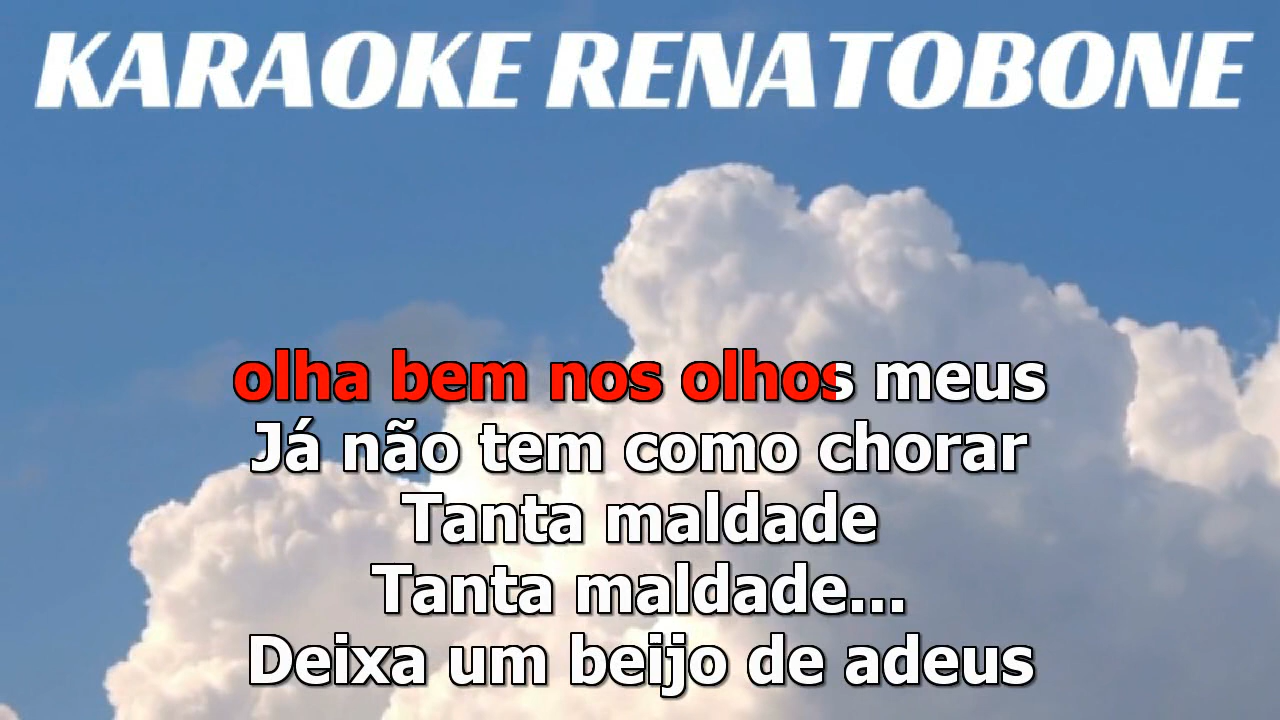 KARAOKE RENATOBONE
olha bem nos olhos meus
Já não tem como chorar
Tanta maldade
Tanta maldade...
Deixa um beijo de adeus